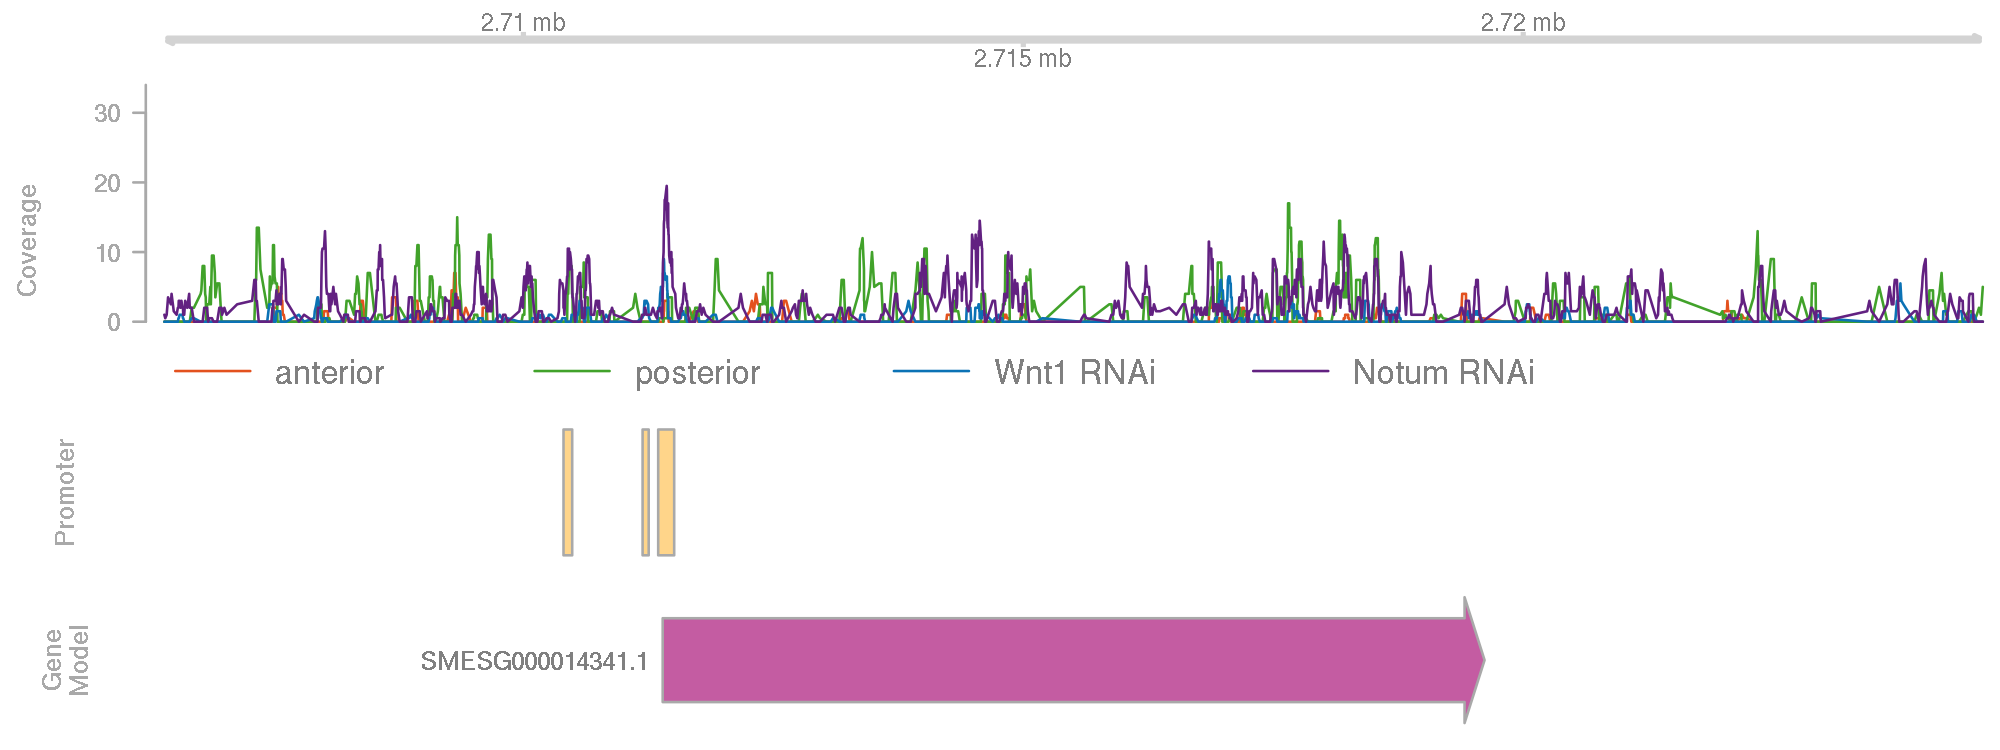 2.71 mb
2.72 mb
2.715 mb
30
20
10
0
Coverage
anterior
posterior
Wnt1 RNAi
Notum RNAi
Promoter
SMESG000014341.1
Gene
Model